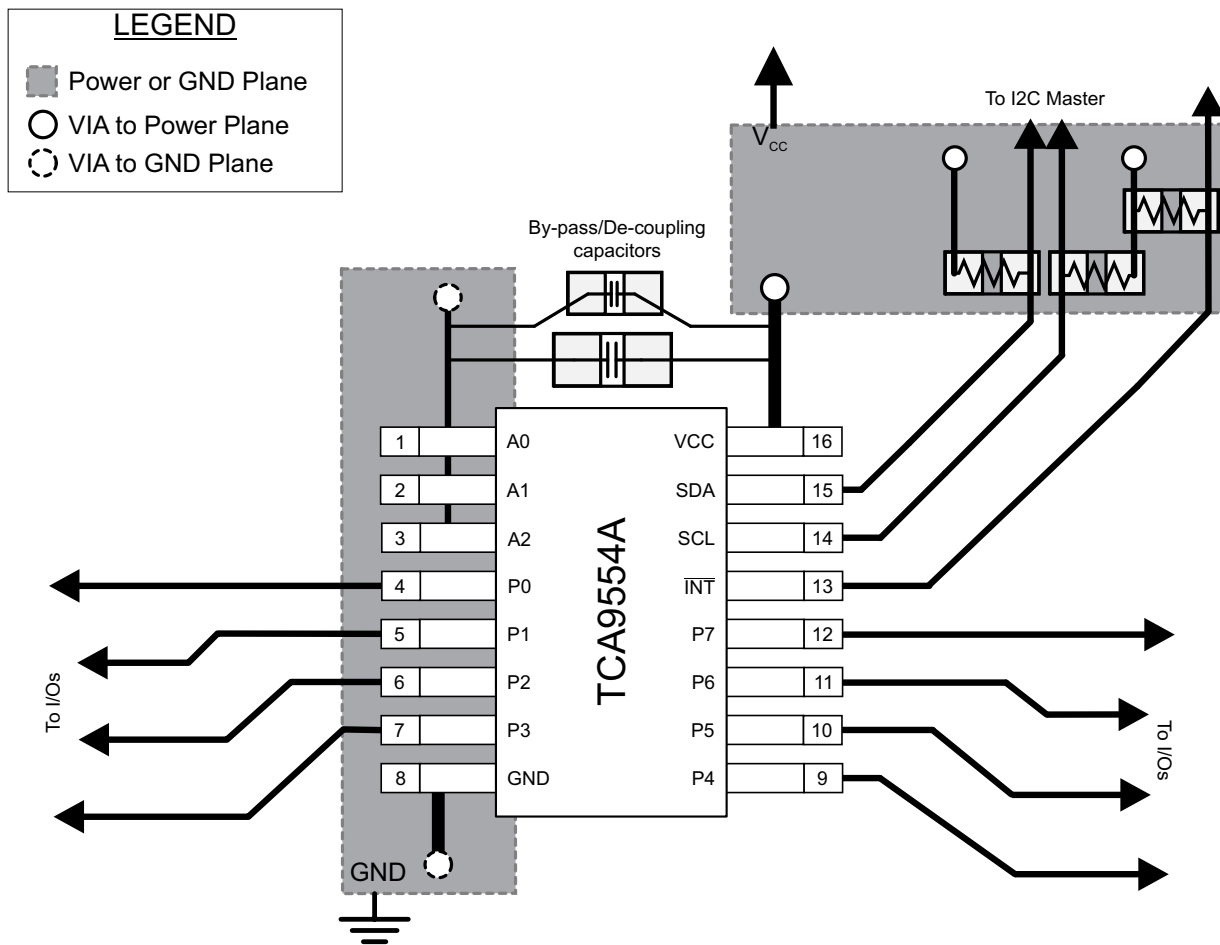 LEGEND
Power or GND Plane
VIA to Power Plane
VIA to GND Plane
To I2C Master
VCC
By-pass/De-coupling
capacitors
1 A0 VCC 16
2 A1 SDA 15
3 A2 SCL 14
4 P0 INT 13
5 P1 P7 12
6 P2 P6 11
7 P3 P5 10
8 GND P4 9
TCA9554A
To I/Os
To I/Os
GND